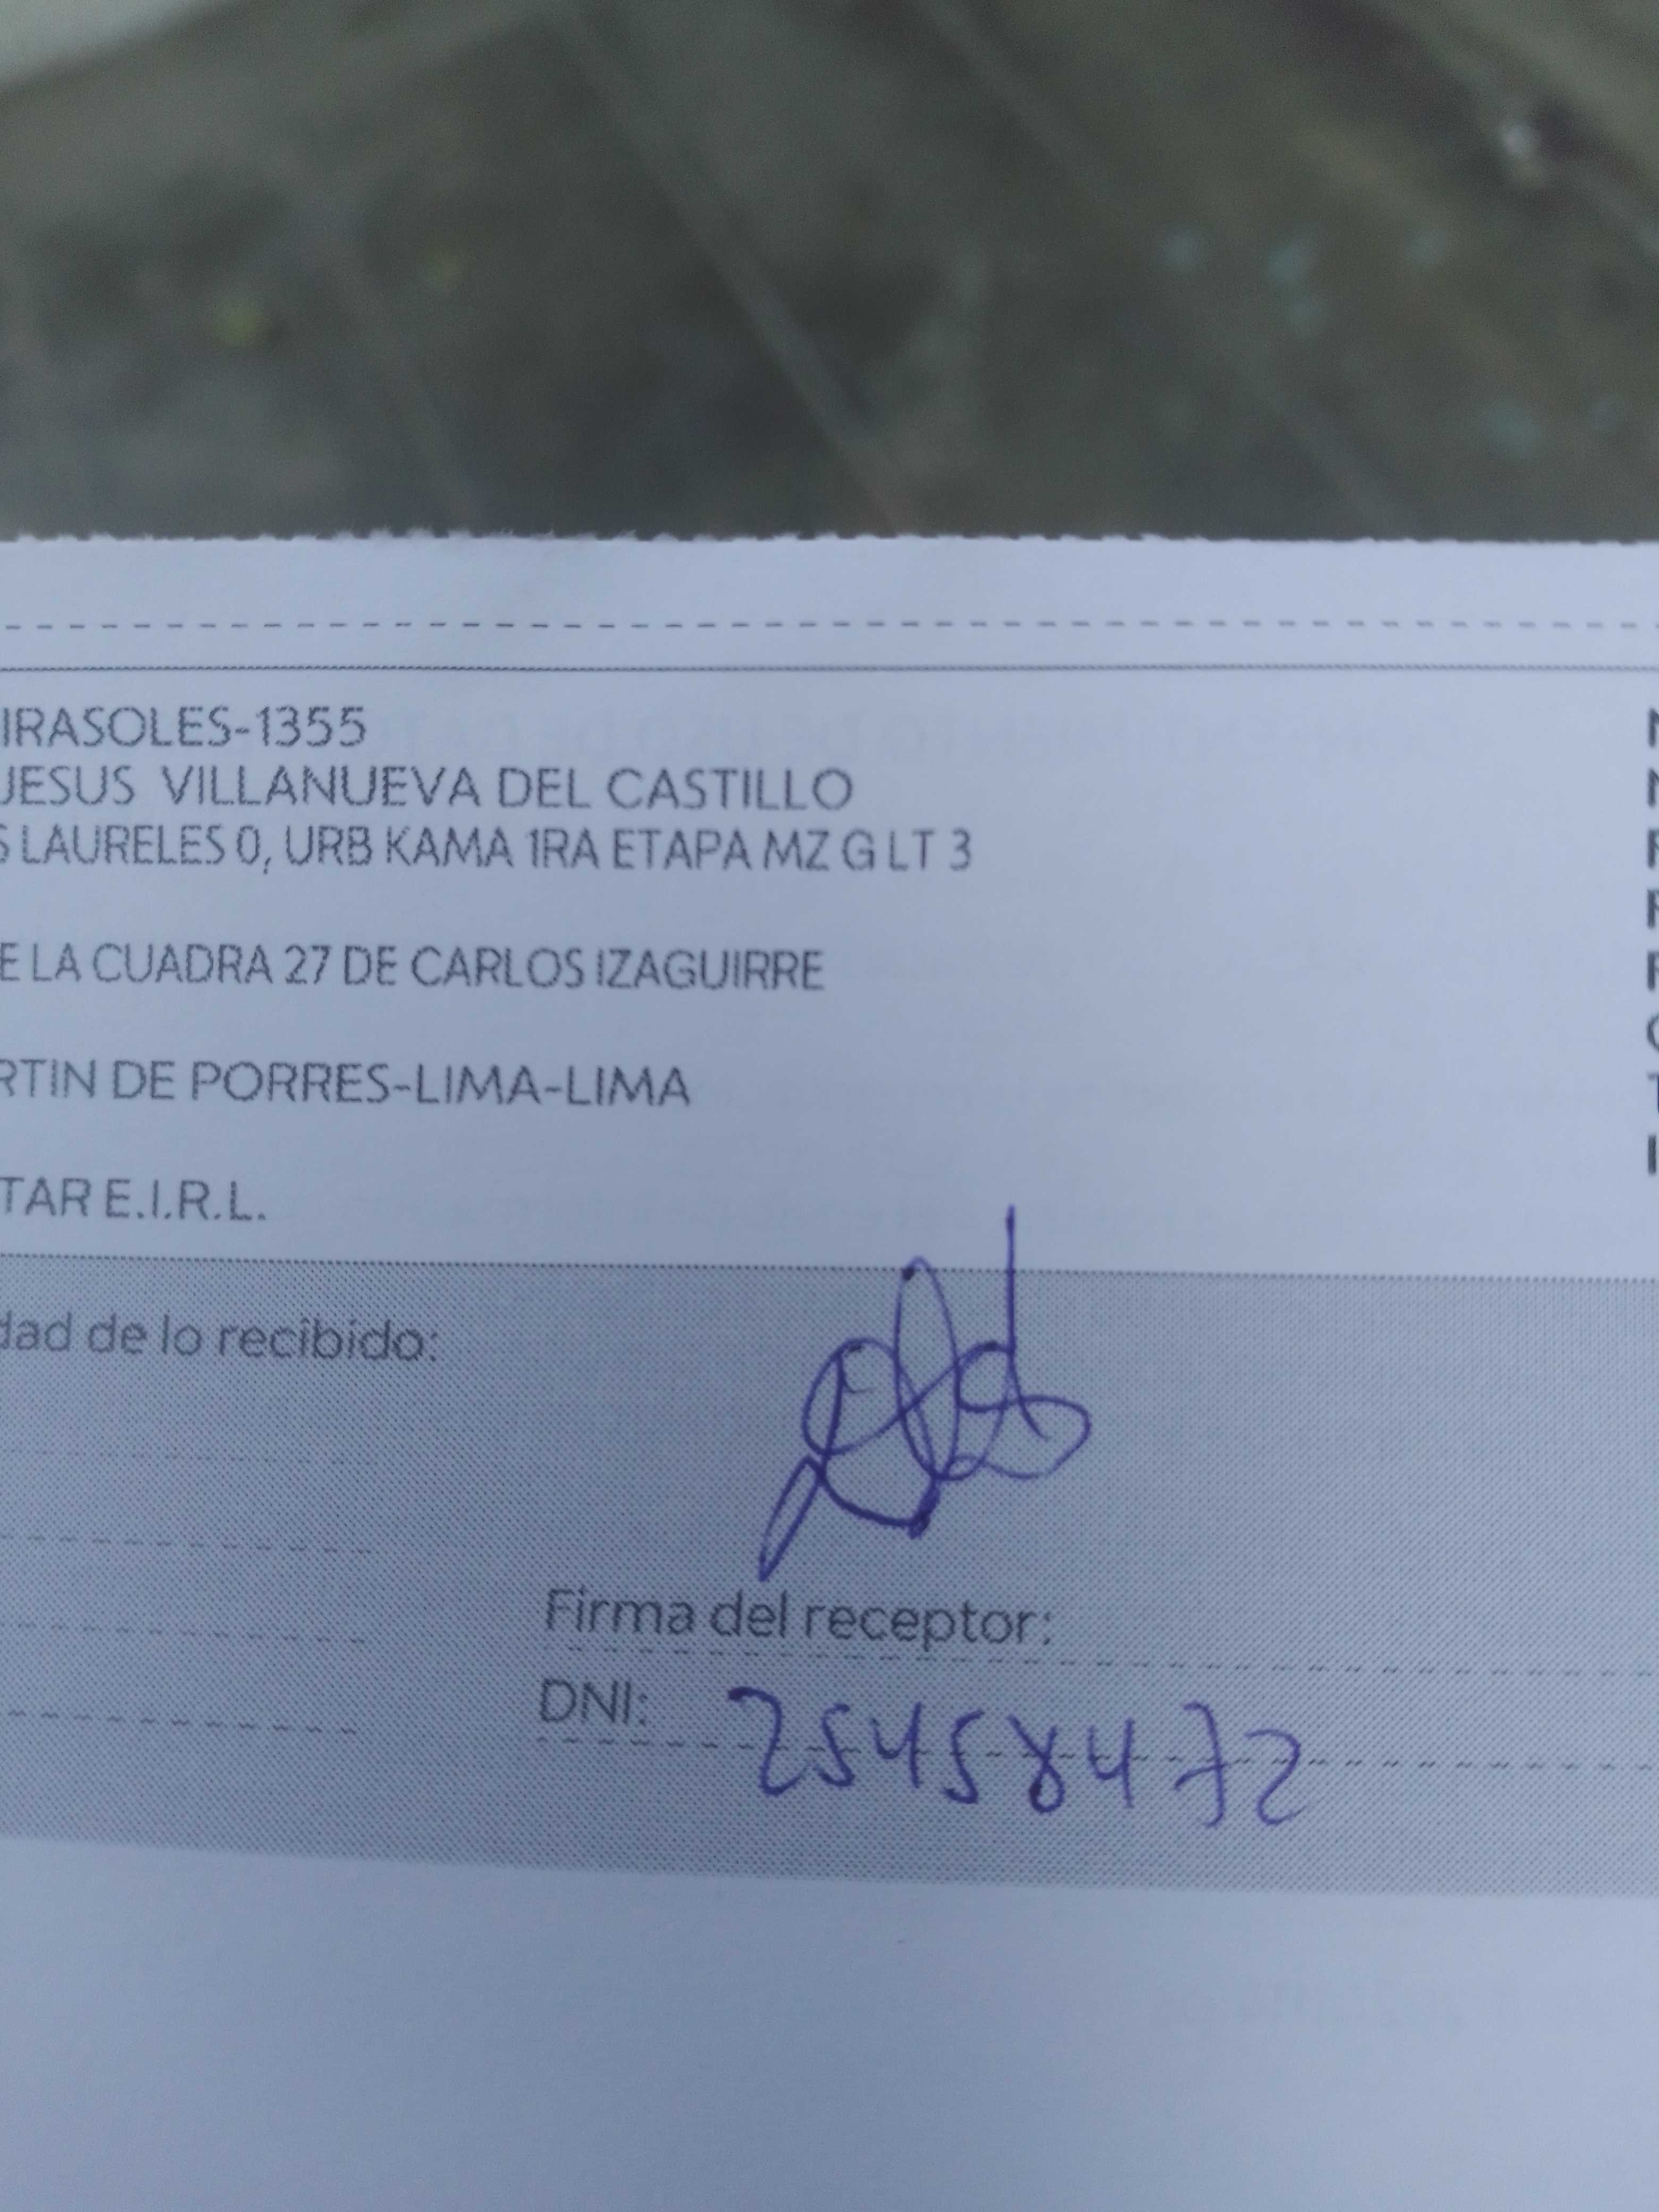 IRASOLES-1355
JESUS VILLANUEVA DEL CASTILLO
S LAURELES 0, URB KAMA 1RA ETAPA MZ G LT 3
E LA CUADRA 27 DE CARLOS IZAGUIRRE
RTIN DE PORRES-LIMA-LIMA
TAR E.I.R.L.
dad de lo recibido:
Firma del receptor:
DNI: 25458472